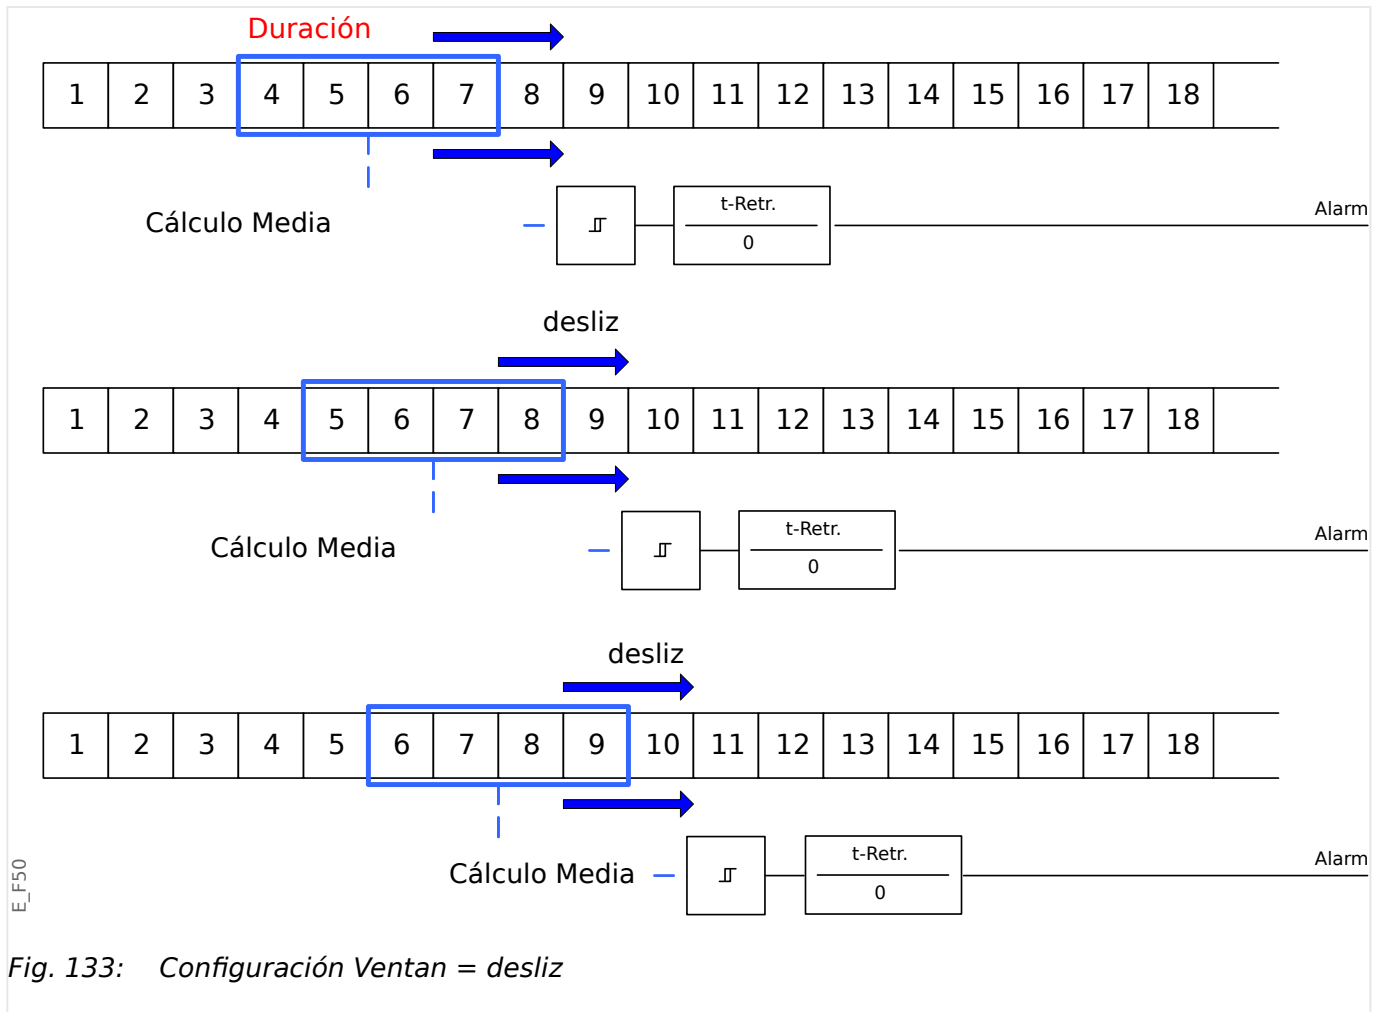 Duración
1 2 3 4 5 6 7 8 9 10 11 12 13 14 15 16 17 18
Cálculo Media
t-Retr.
0
Alarm
desliz
1 2 3 4 5 6 7 8 9 10 11 12 13 14 15 16 17 18
Cálculo Media
t-Retr.
0
Alarm
desliz
1 2 3 4 5 6 7 8 9 10 11 12 13 14 15 16 17 18
Cálculo Media
t-Retr.
0
Alarm
E_F50
Fig. 133: Configuración Ventan = desliz